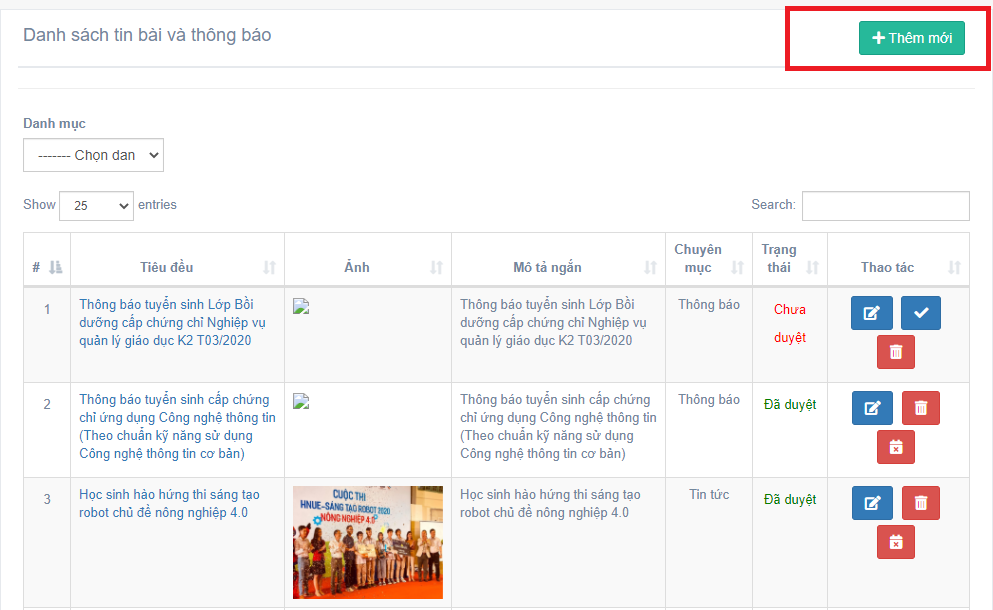 Danh sách tin bài và thông báo
Thêm mới
Danh mục
------- Chọn dan
Show 25 entries
Search:
#
Tiêu đều
Ảnh
Mô tả ngắn
Chuyên
mục
Trạng
thái
Thao tác
1
Thông báo tuyển sinh Lớp Bồi
dưỡng cấp chứng chỉ Nghiệp vụ
quản lý giáo dục K2 T03/2020
Thông báo tuyển sinh Lớp Bồi
dưỡng cấp chứng chỉ Nghiệp vụ
quản lý giáo dục K2 T03/2020
Thông báo
Chưa
duyệt
2
Thông báo tuyển sinh cấp chứng
chỉ ứng dụng Công nghệ thông tin
(Theo chuẩn kỹ năng sử dụng
Công nghệ thông tin cơ bản)
Thông báo tuyển sinh cấp chứng
chỉ ứng dụng Công nghệ thông tin
(Theo chuẩn kỹ năng sử dụng
Công nghệ thông tin cơ bản)
Thông báo
Đã duyệt
3
Học sinh hào hứng thi sáng tạo
robot chủ đề nông nghiệp 4.0
CUỘC THI
HNUE-SÁNG TẠO ROBOT 2020
NÔNG NGHIỆP 4.0
Học sinh hào hứng thi sáng tạo
robot chủ đề nông nghiệp 4.0
Tin tức
Đã duyệt